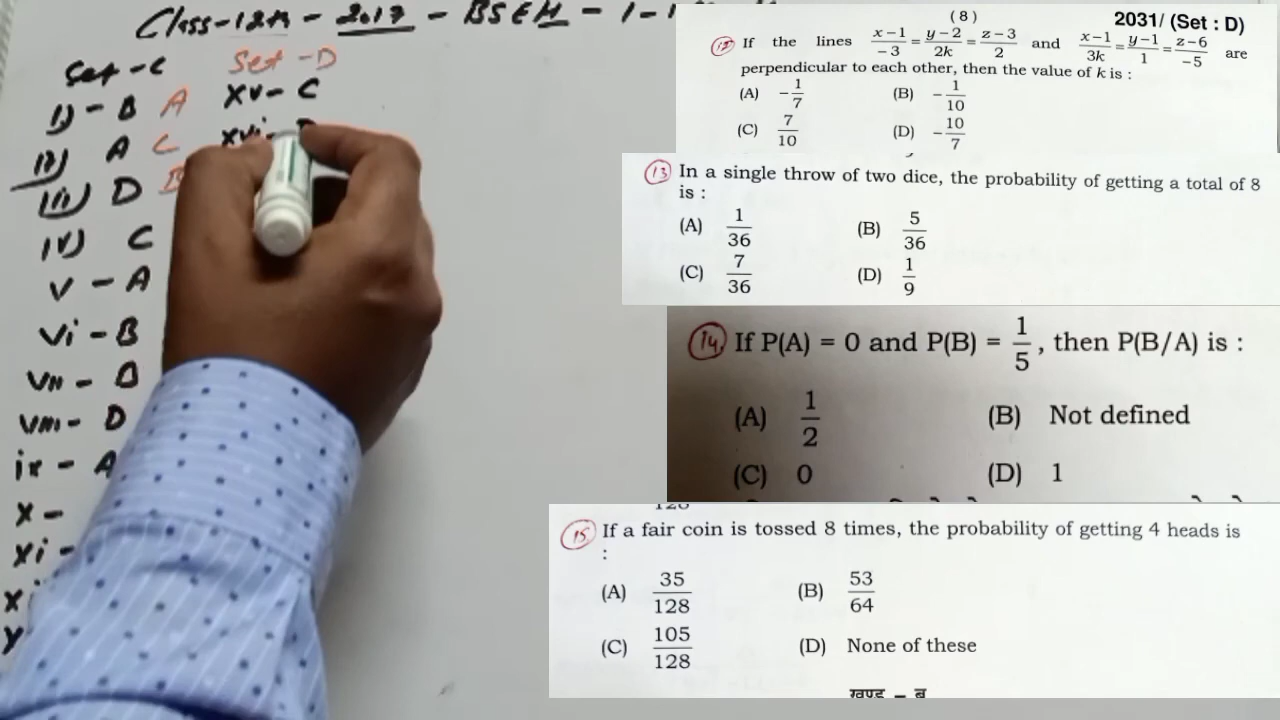 Class-12th - 2017 - BSEH -
Set - C
Set - D
i) - B A
xv - C
ii) A C
xvi -
iii) D B
iv) C
v - A
vi - B
vii -
viii - D
ix - A
x -
xi -
( 8 )
2031/ (Set : D)
12 If the lines x − 1 / − 3 = y − 2 / 2k = z − 3 / 2 and x − 1 / 3k = y − 1 / 1 = z − 6 / − 5 are
perpendicular to each other, then the value of k is :
(A) − 1/7 (B) − 1/10
(C) 7/10 (D) − 10/7
13 In a single throw of two dice, the probability of getting a total of 8
is :
(A) 1/36 (B) 5/36
(C) 7/36 (D) 1/9
14. If P(A) = 0 and P(B) = 1/5 , then P(B/A) is :
(A) 1/2 (B) Not defined
(C) 0 (D) 1
15. If a fair coin is tossed 8 times, the probability of getting 4 heads is
:
(A) 35/128 (B) 53/64
(C) 105/128 (D) None of these
खण्ड – ब